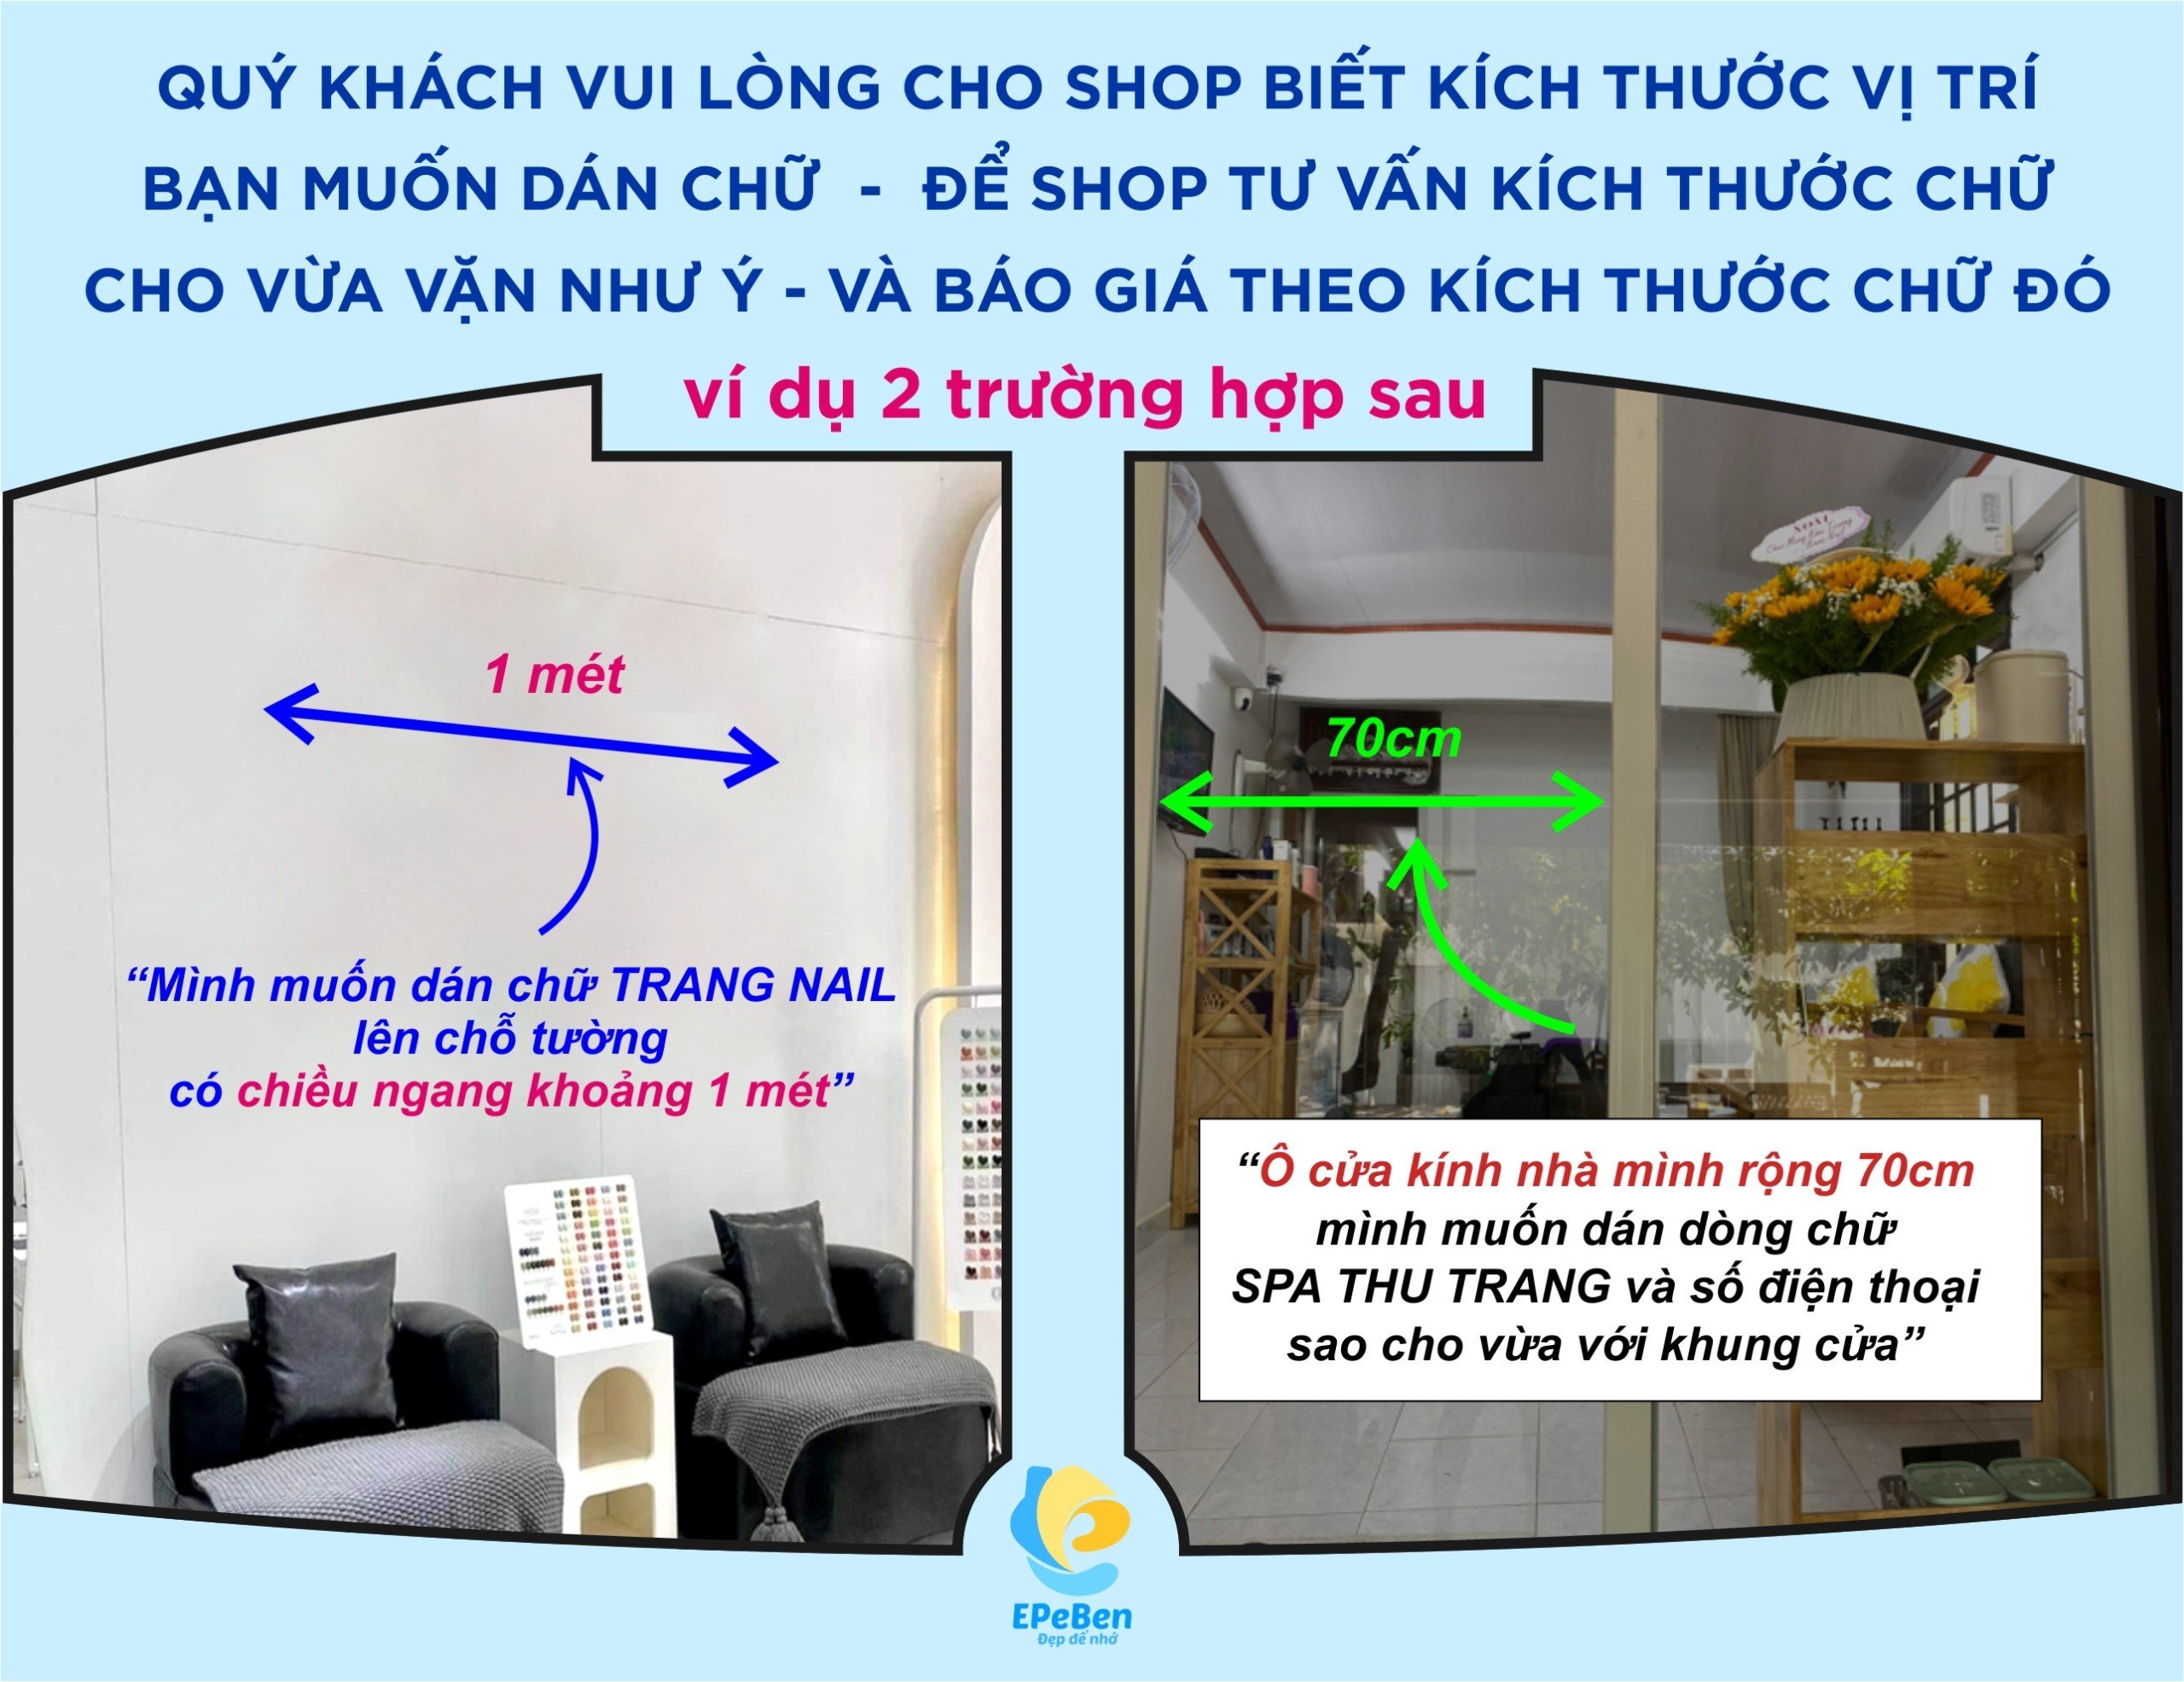 QUÝ KHÁCH VUI LÒNG CHO SHOP BIẾT KÍCH THƯỚC VỊ TRÍ
BẠN MUỐN DÁN CHỮ - ĐỂ SHOP TƯ VẤN KÍCH THƯỚC CHỮ
CHO VỪA VẶN NHƯ Ý - VÀ BÁO GIÁ THEO KÍCH THƯỚC CHỮ ĐÓ
ví dụ 2 trường hợp sau
1 mét
“Mình muốn dán chữ TRANG NAIL
lên chỗ tường
có chiều ngang khoảng 1 mét”
70cm
“Ô cửa kính nhà mình rộng 70cm
mình muốn dán dòng chữ
SPA THU TRANG và số điện thoại
sao cho vừa với khung cửa”
EPeBen
Đẹp để nhớ